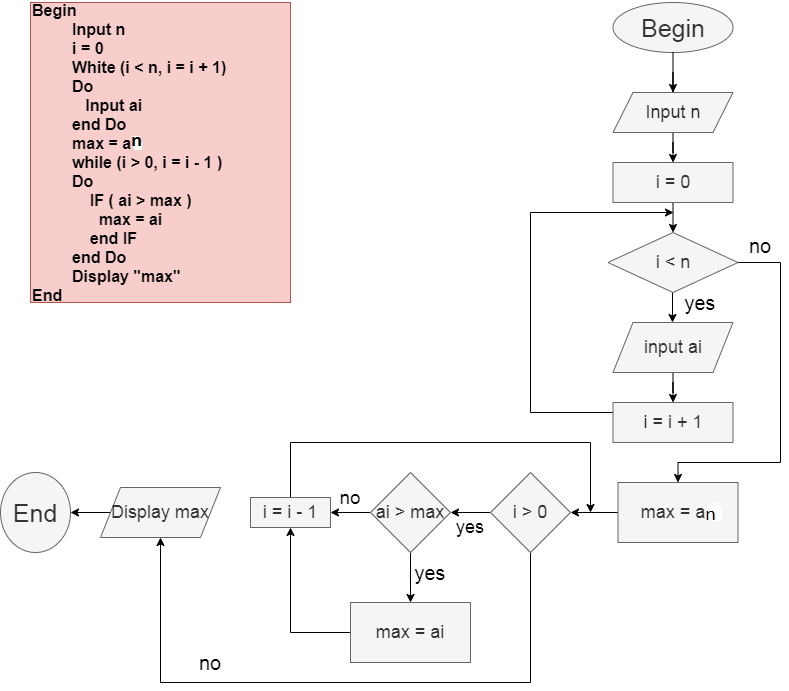 Begin
Input n
i = 0
White (i < n, i = i + 1)
Do
Input ai
end Do
max = an
while (i > 0, i = i - 1 )
Do
IF ( ai > max )
max = ai
end IF
end Do
Display "max"
End
Begin
Input n
i = 0
i < n
no
yes
input ai
i = i + 1
max = an
i > 0
yes
ai > max
no
i = i - 1
yes
max = ai
no
Display max
End